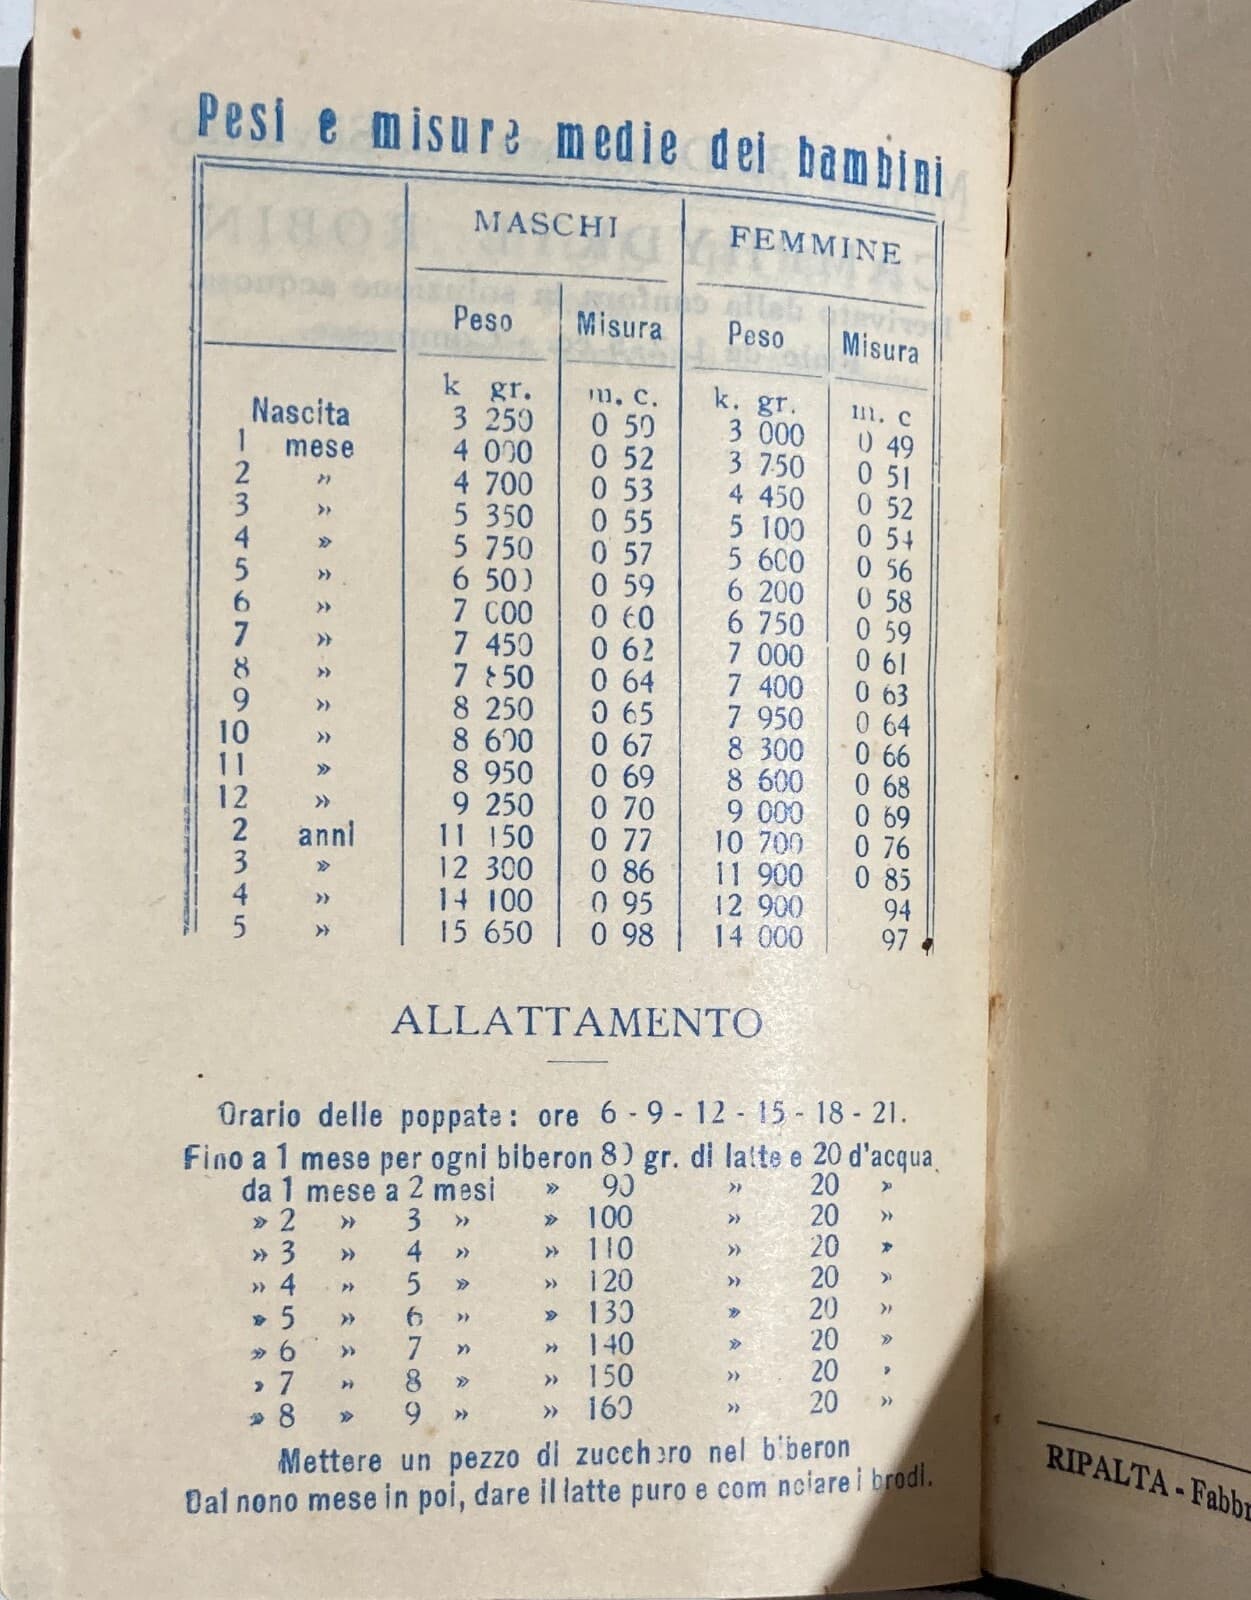 Pesi e misure medie dei bambini
MASCHI FEMMINE
Peso Misura Peso Misura
k gr. m. c. k. gr. m. c
Nascita 3 250 0 50 3 000 0 49
1 mese 4 000 0 52 3 750 0 51
2 » 4 700 0 53 4 450 0 52
3 » 5 350 0 55 5 100 0 54
4 » 5 750 0 57 5 600 0 56
5 » 6 500 0 59 6 200 0 58
6 » 7 000 0 60 6 750 0 59
7 » 7 450 0 62 7 000 0 61
8 » 7 850 0 64 7 400 0 63
9 » 8 250 0 65 7 950 0 64
10 » 8 600 0 67 8 300 0 66
11 » 8 950 0 69 8 600 0 68
12 » 9 250 0 70 9 000 0 69
2 anni 11 150 0 77 10 700 0 76
3 » 12 300 0 86 11 900 0 85
4 » 14 100 0 95 12 900 94
5 » 15 650 0 98 14 000 97
ALLATTAMENTO
Orario delle poppate: ore 6 - 9 - 12 - 15 - 18 - 21.
Fino a 1 mese per ogni biberon 80 gr. di latte e 20 d'acqua
da 1 mese a 2 mesi » 90 » 20 »
» 2 » 3 » » 100 » 20 »
» 3 » 4 » » 110 » 20 »
» 4 » 5 » » 120 » 20 »
» 5 » 6 » » 130 » 20 »
» 6 » 7 » » 140 » 20 »
» 7 » 8 » » 150 » 20 »
» 8 » 9 » » 160 » 20 »
Mettere un pezzo di zucchero nel biberon
Dal nono mese in poi, dare il latte puro e cominciare i brodi.
RIPALTA - Fabbr